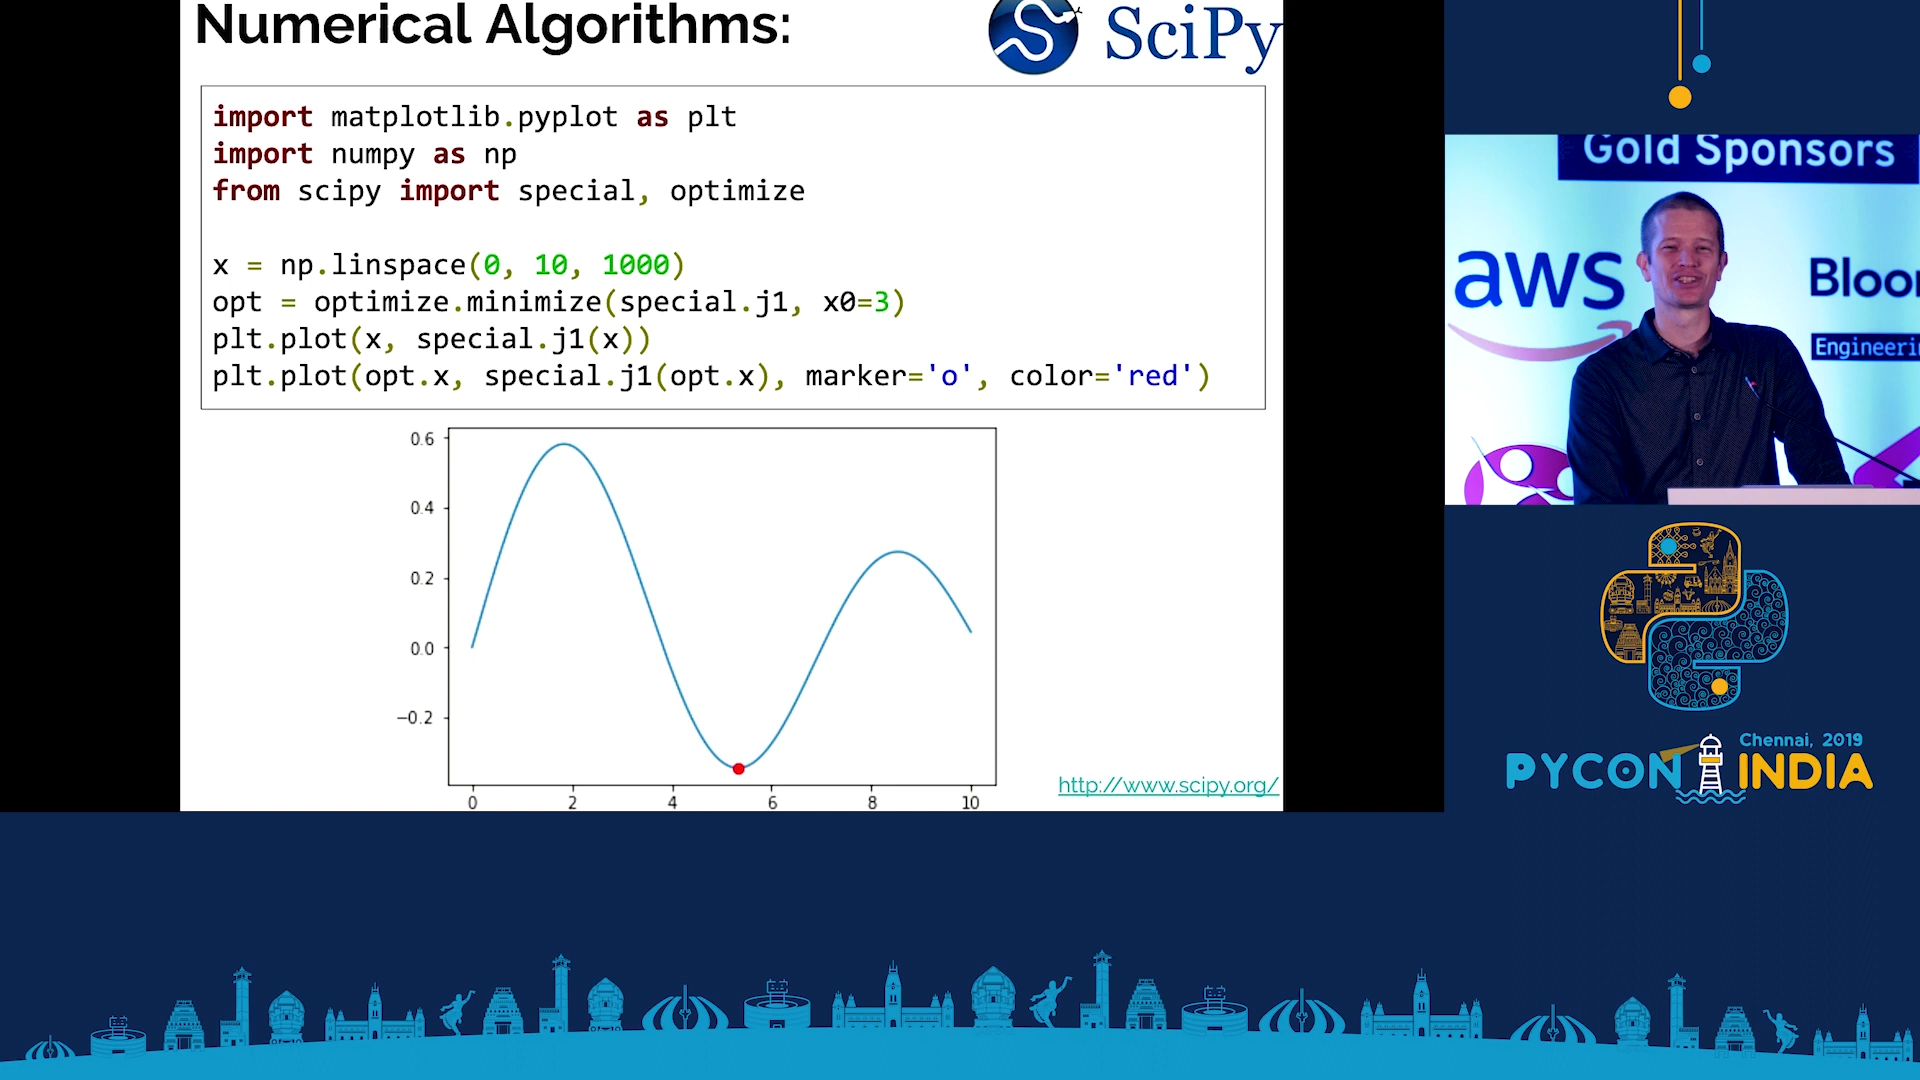 Numerical Algorithms:
SciPy
import matplotlib.pyplot as plt
import numpy as np
from scipy import special, optimize
x = np.linspace(0, 10, 1000)
opt = optimize.minimize(special.j1, x0=3)
plt.plot(x, special.j1(x))
plt.plot(opt.x, special.j1(opt.x), marker='o', color='red')
0.6
0.4
0.2
0.0
−0.2
0 2 4 6 8 10
http://www.scipy.org/
Gold Sponsors
aws
Bloo
Engineeri
Chennai, 2019
PYCON INDIA